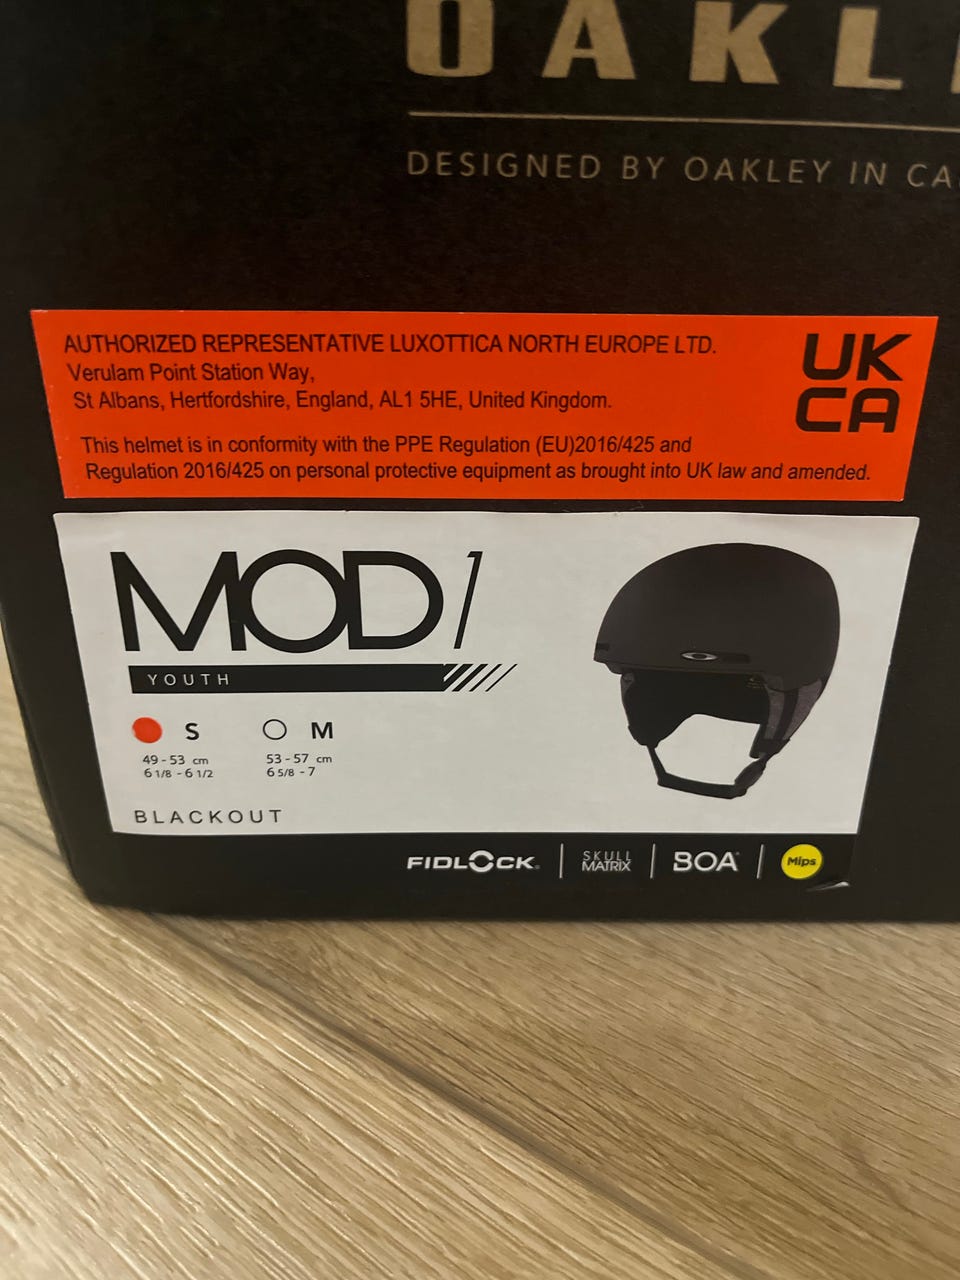 OAKL
DESIGNED BY OAKLEY IN CA
AUTHORIZED REPRESENTATIVE LUXOTTICA NORTH EUROPE LTD.
Verulam Point Station Way,
St Albans, Hertfordshire, England, AL1 5HE, United Kingdom.
This helmet is in conformity with the PPE Regulation (EU)2016/425 and
Regulation 2016/425 on personal protective equipment as brought into UK law and amended.
UK
CA
MOD1
YOUTH
S M
49 - 53 cm 53 - 57 cm
6 1/8 - 6 1/2 6 5/8 - 7
BLACKOUT
FIDLOCK. | SKULL MATRIX | BOA | Mips